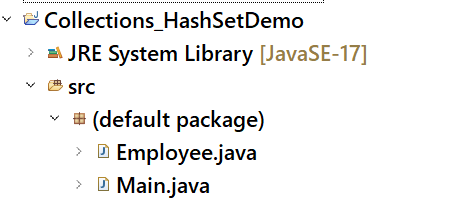 Collections_HashSetDemo
JRE System Library [JavaSE-17]
src
(default package)
Employee.java
Main.java